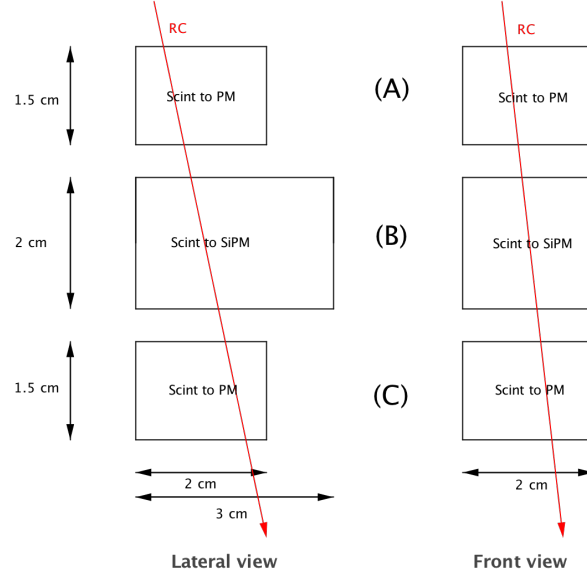 RC
RC
1.5 cm
Scint to PM
(A)
Scint to PM
2 cm
Scint to SiPM
(B)
Scint to SiPM
1.5 cm
Scint to PM
(C)
Scint to PM
2 cm
2 cm
3 cm
Lateral view
Front view